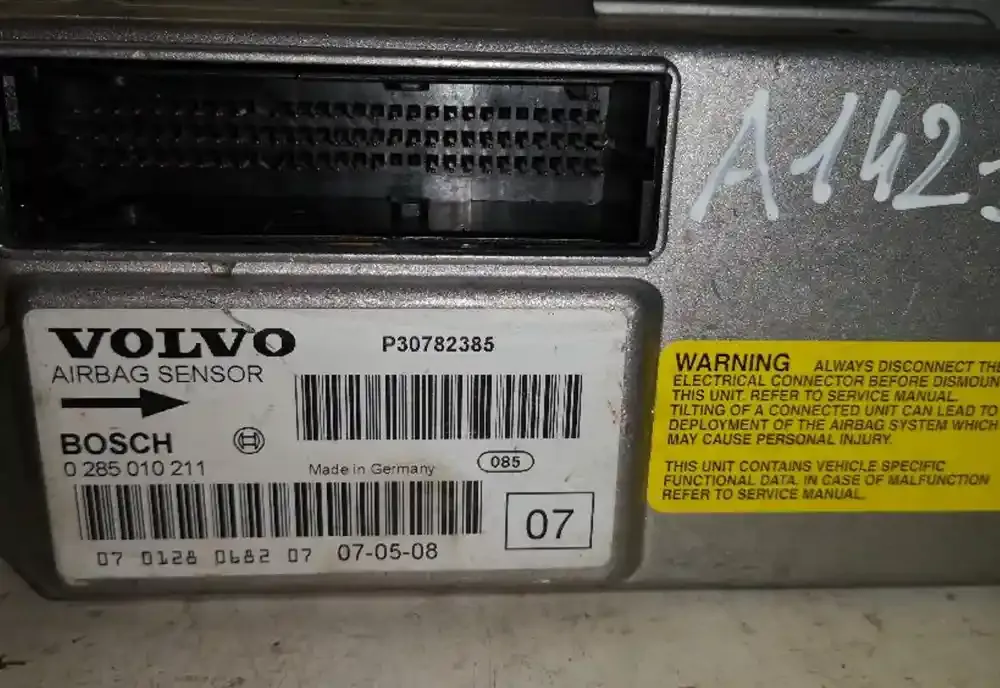 A142
VOLVO
P30782385
AIRBAG SENSOR
BOSCH
0 285 010 211
Made in Germany
085
07 0128 0682 07
07-05-08
07
WARNING ALWAYS DISCONNECT THE
ELECTRICAL CONNECTOR BEFORE DISMOUN
THIS UNIT. REFER TO SERVICE MANUAL.
TILTING OF A CONNECTED UNIT CAN LEAD TO
DEPLOYMENT OF THE AIRBAG SYSTEM WHICH
MAY CAUSE PERSONAL INJURY.
THIS UNIT CONTAINS VEHICLE SPECIFIC
FUNCTIONAL DATA. IN CASE OF MALFUNCTION
REFER TO SERVICE MANUAL.